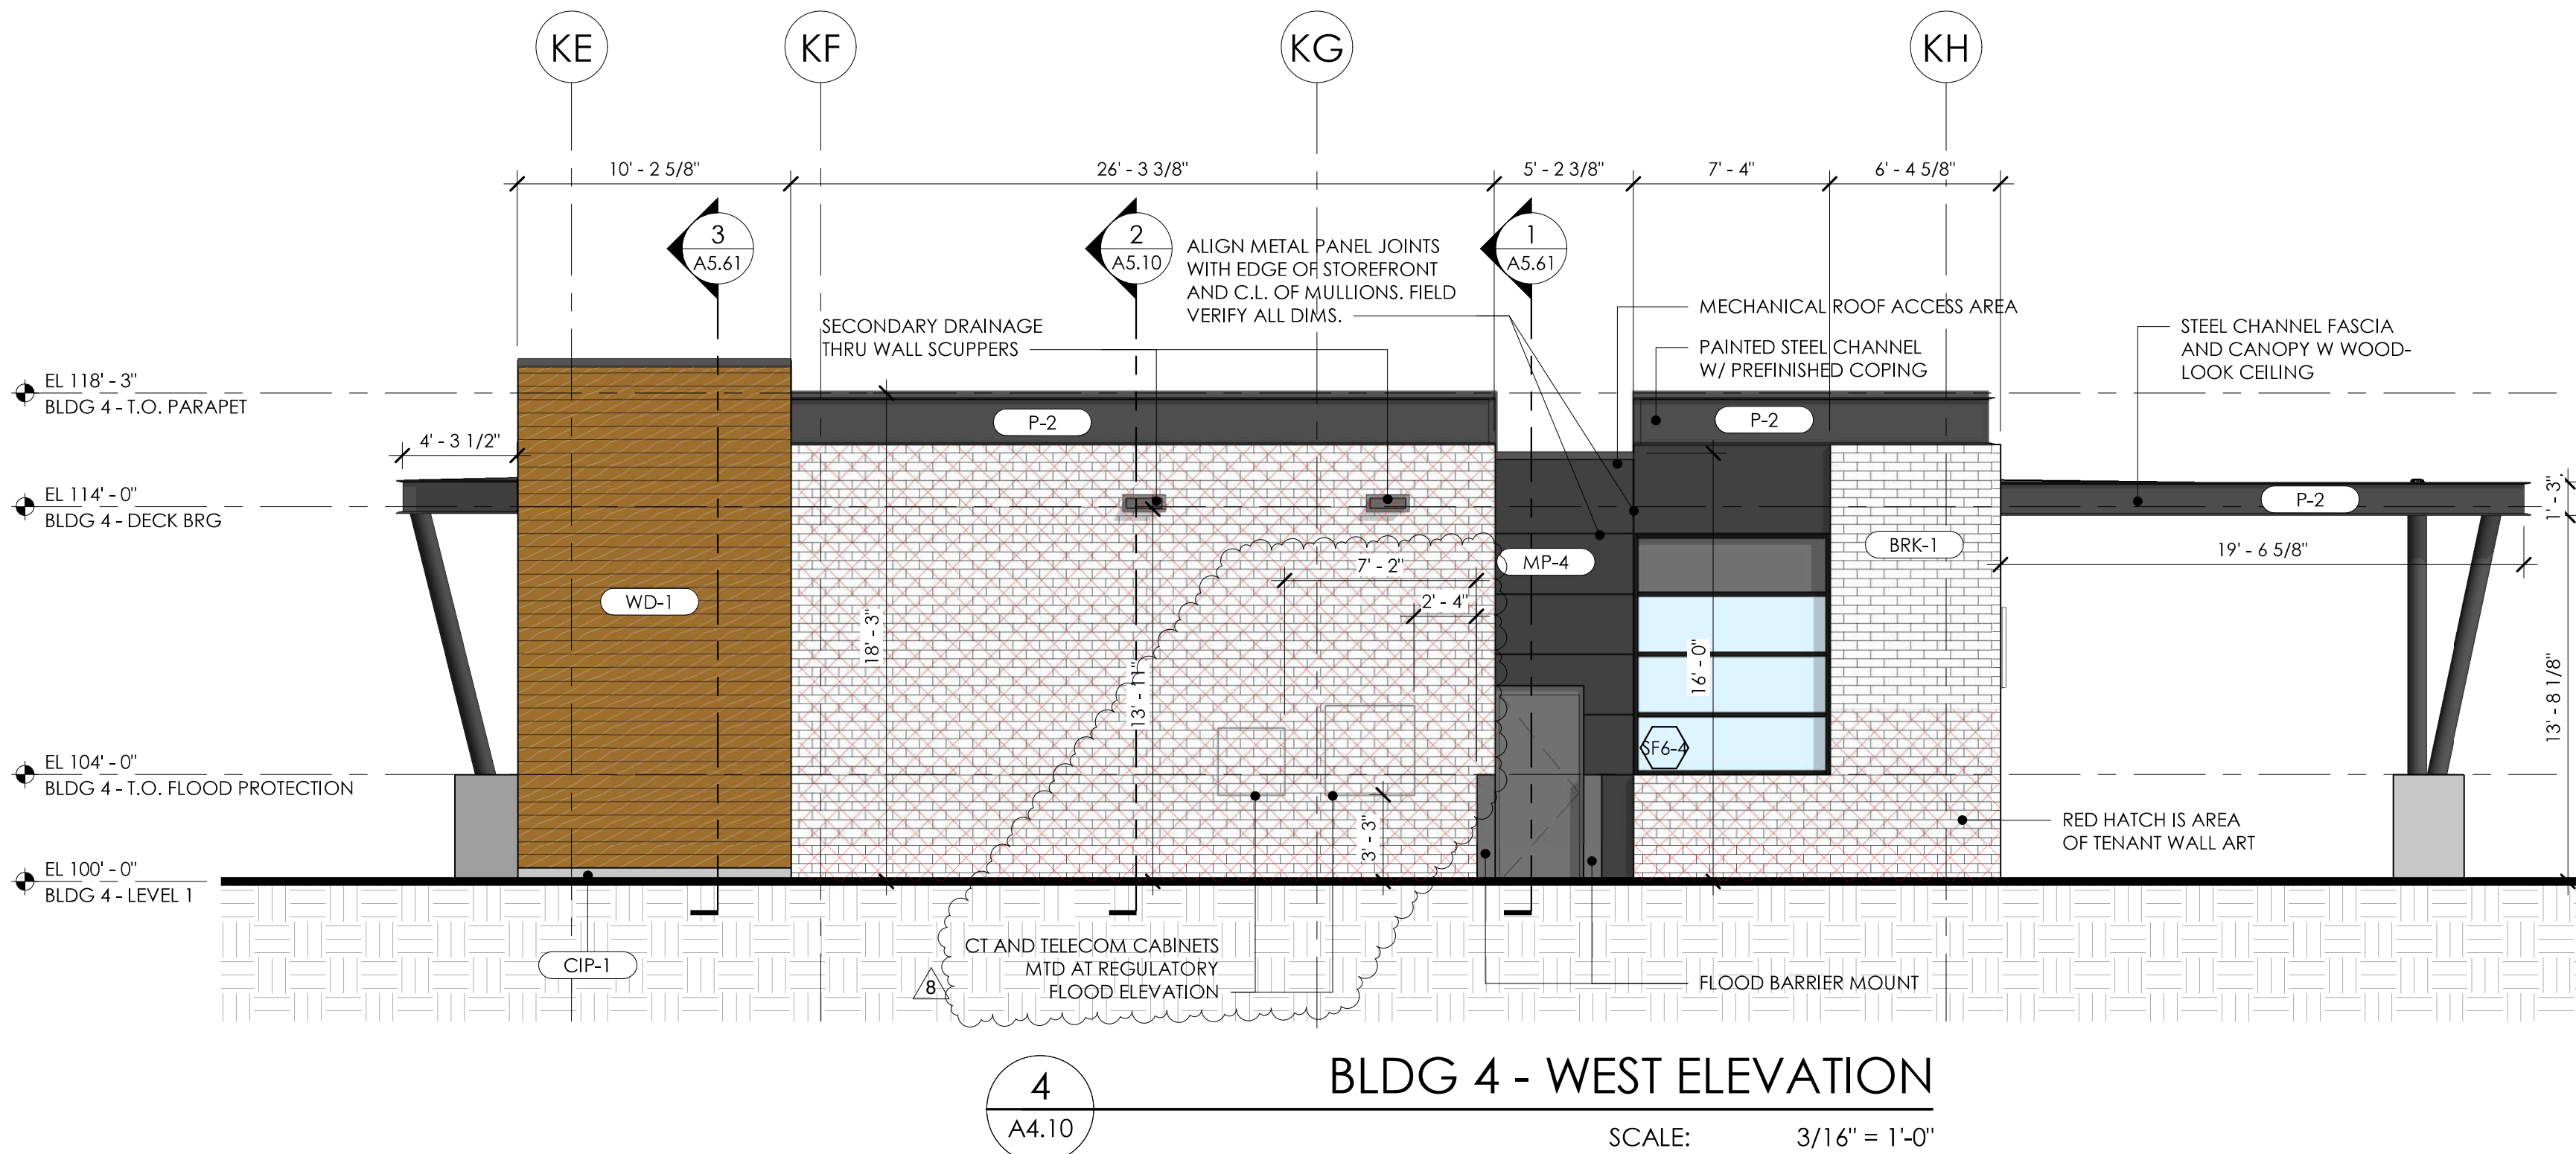 KE
KF
KG
KH
10' - 2 5/8"
26' - 3 3/8"
5' - 2 3/8"
7' - 4"
6' - 4 5/8"
3
A5.61
2
A5.10
1
A5.61
ALIGN METAL PANEL JOINTS
WITH EDGE OF STOREFRONT
AND C.L. OF MULLIONS. FIELD
VERIFY ALL DIMS.
SECONDARY DRAINAGE
THRU WALL SCUPPERS
MECHANICAL ROOF ACCESS AREA
PAINTED STEEL CHANNEL
W/ PREFINISHED COPING
STEEL CHANNEL FASCIA
AND CANOPY W WOOD-
LOOK CEILING
EL 118' - 3"
BLDG 4 - T.O. PARAPET
P-2
P-2
4' - 3 1/2"
EL 114' - 0"
BLDG 4 - DECK BRG
P-2
1' - 3"
BRK-1
19' - 6 5/8"
MP-4
7' - 2"
2' - 4"
WD-1
18' - 3"
13' - 11"
16' - 0"
13' - 8 1/8"
SF6-4
EL 104' - 0"
BLDG 4 - T.O. FLOOD PROTECTION
3' - 3"
RED HATCH IS AREA
OF TENANT WALL ART
EL 100' - 0"
BLDG 4 - LEVEL 1
CIP-1
CT AND TELECOM CABINETS
MTD AT REGULATORY
FLOOD ELEVATION
8
FLOOD BARRIER MOUNT
4
A4.10
BLDG 4 - WEST ELEVATION
SCALE: 3/16" = 1'-0"